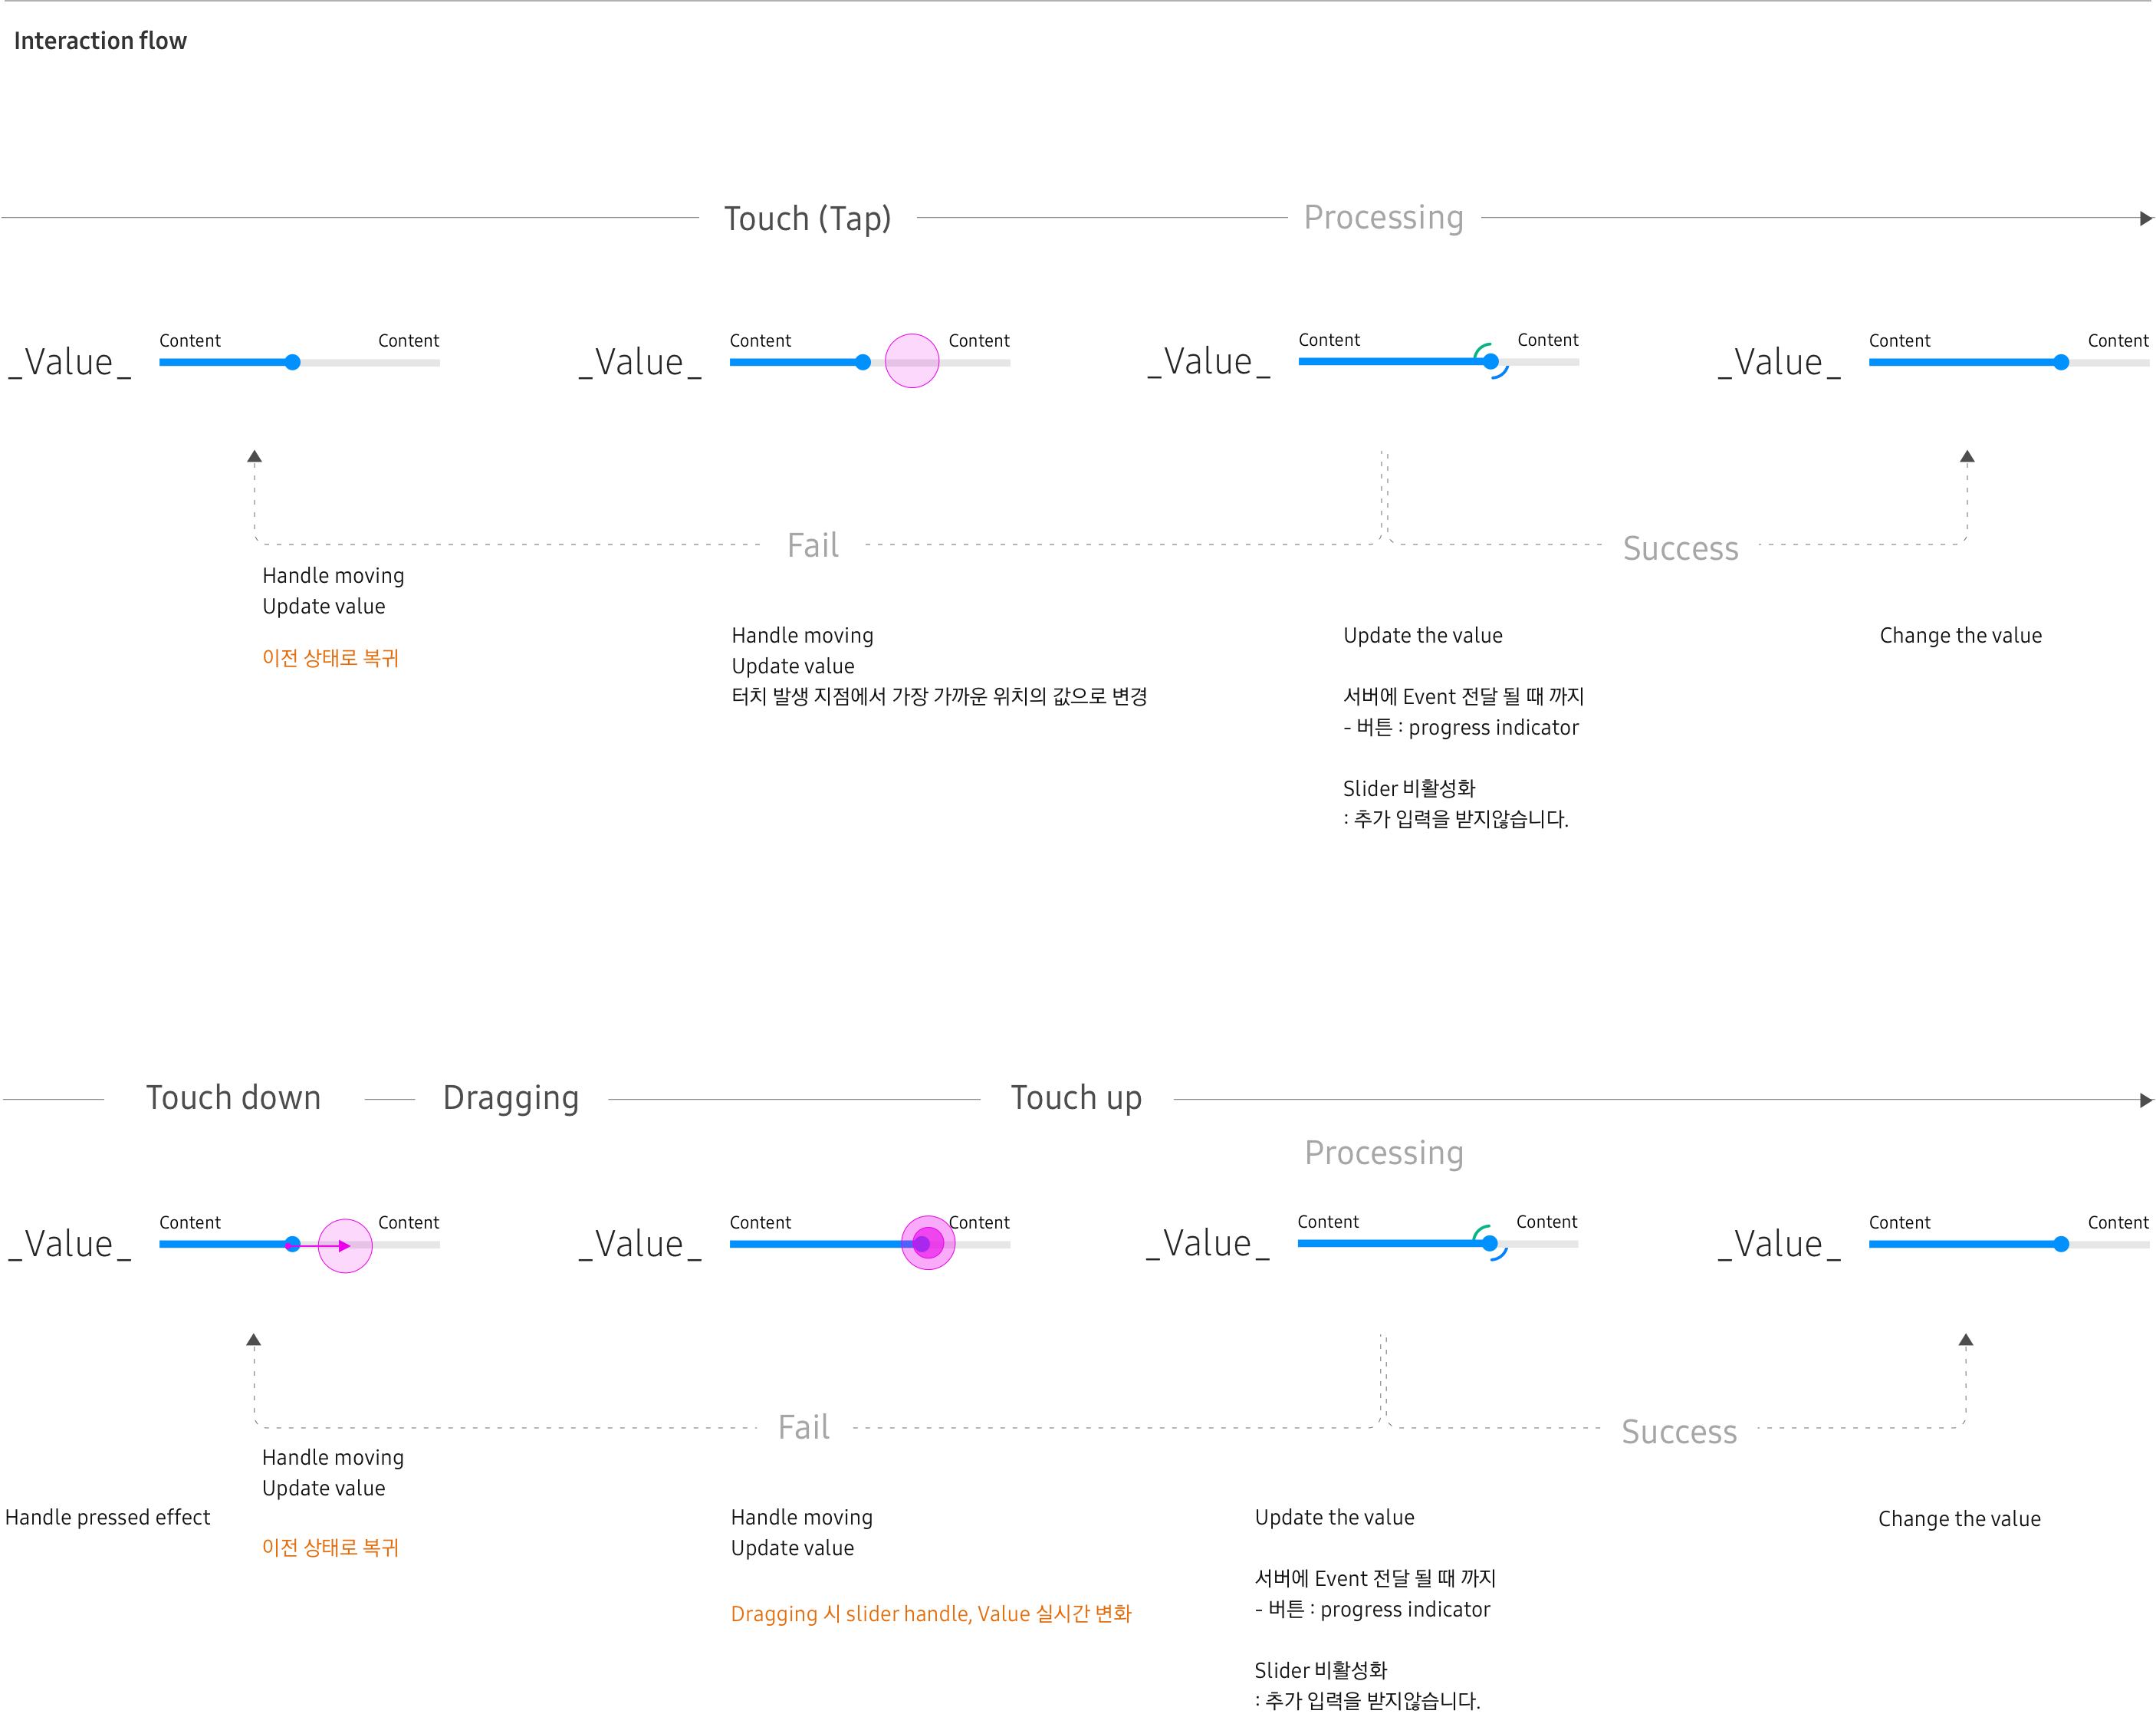 Interaction flow
Touch (Tap)
Processing
_Value_
Content
Content
_Value_
Content
Content
_Value_
Content
Content
_Value_
Content
Content
Fail
Success
Handle moving
Update value
이전 상태로 복귀
Handle moving
Update value
터치 발생 지점에서 가장 가까운 위치의 값으로 변경
Update the value
서버에 Event 전달 될 때 까지
- 버튼 : progress indicator
Slider 비활성화
: 추가 입력을 받지않습니다.
Change the value
Touch down
Dragging
Touch up
Processing
_Value_
Content
Content
_Value_
Content
Content
_Value_
Content
Content
_Value_
Content
Content
Fail
Success
Handle pressed effect
Handle moving
Update value
이전 상태로 복귀
Handle moving
Update value
Dragging 시 slider handle, Value 실시간 변화
Update the value
서버에 Event 전달 될 때 까지
- 버튼 : progress indicator
Slider 비활성화
: 추가 입력을 받지않습니다.
Change the value